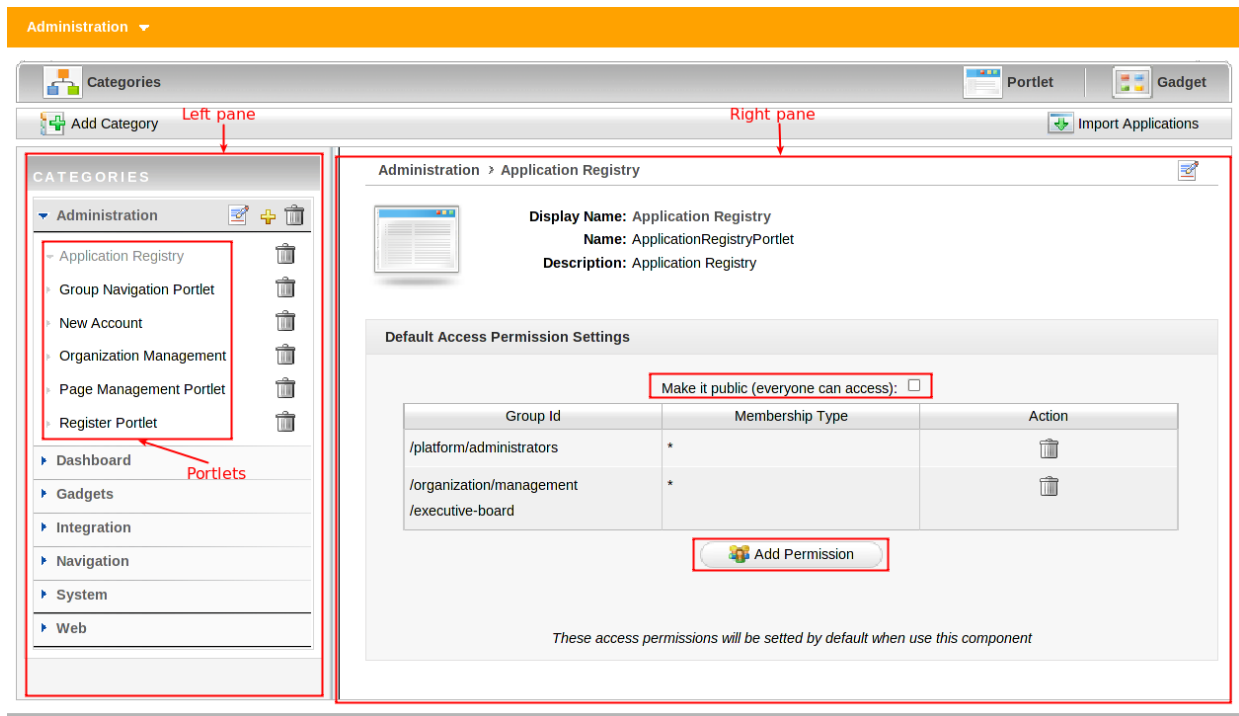 Administration
Categories
Portlet
Gadget
Add Category
Left pane
Right pane
Import Applications
CATEGORIES
Administration
Application Registry
Group Navigation Portlet
New Account
Organization Management
Page Management Portlet
Register Portlet
Portlets
Dashboard
Gadgets
Integration
Navigation
System
Web
Administration > Application Registry
Display Name: Application Registry
Name: ApplicationRegistryPortlet
Description: Application Registry
Default Access Permission Settings
Make it public (everyone can access):
Group Id Membership Type Action
/platform/administrators *
/organization/management *
/executive-board
Add Permission
These access permissions will be setted by default when use this component